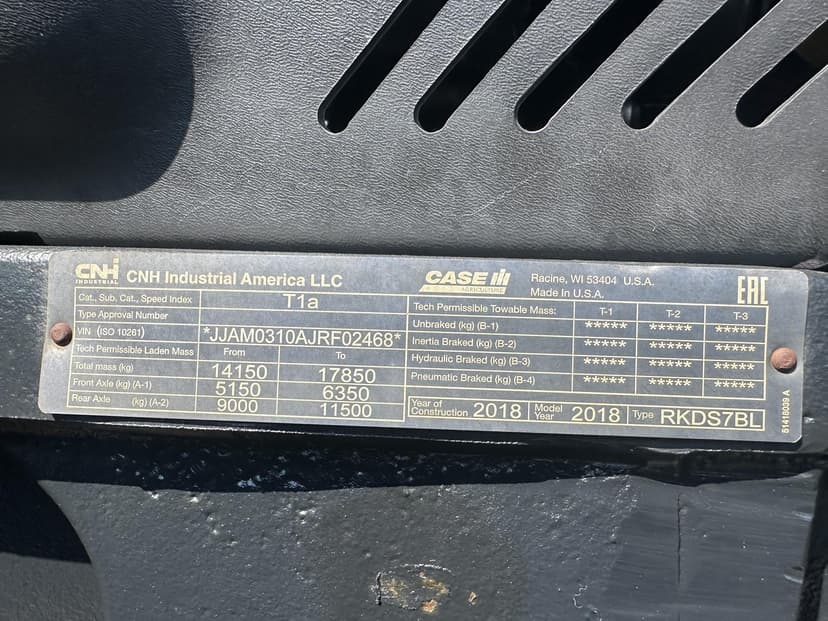 CNH INDUSTRIAL CNH Industrial America LLC CASE IH AGRICULTURE Racine, WI 53404 U.S.A. Made in U.S.A. EAC
Cat., Sub. Cat., Speed Index T1a
Type Approval Number
VIN (ISO 10261) *JJAM0310AJRF02468*
Tech Permissible Laden Mass From To
Total mass (kg) 14150 17850
Front Axle (kg) (A-1) 5150 6350
Rear Axle (kg) (A-2) 9000 11500
Tech Permissible Towable Mass: T-1 T-2 T-3
Unbraked (kg) (B-1) ***** ***** *****
Inertia Braked (kg) (B-2) ***** ***** *****
Hydraulic Braked (kg) (B-3) ***** ***** *****
Pneumatic Braked (kg) (B-4) ***** ***** *****
Year of Construction 2018 Model Year 2018 Type RKDS7BL
51418039 A